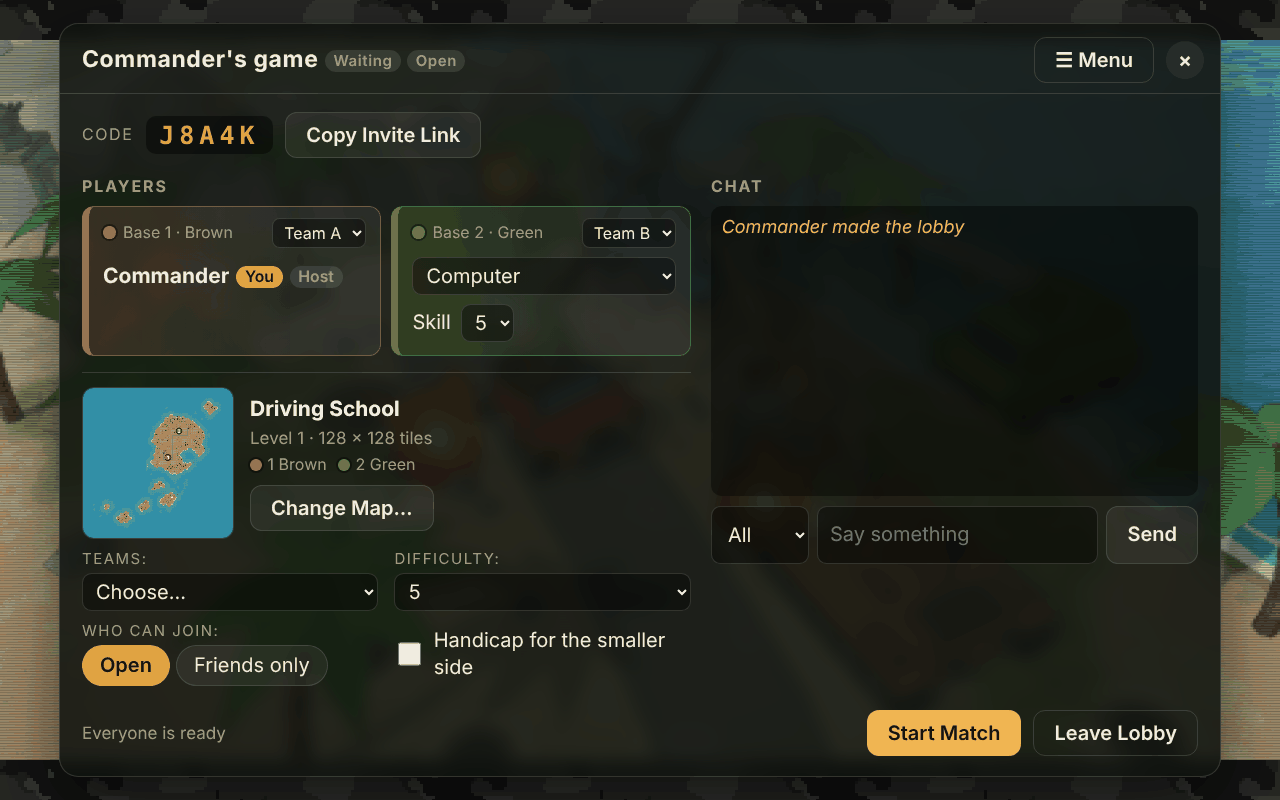 Commander's game Waiting Open
☰ Menu ×
CODE J8A4K Copy Invite Link
PLAYERS
Base 1 · Brown Team A
Commander You Host
Base 2 · Green Team B
Computer
Skill 5
Driving School
Level 1 · 128 × 128 tiles
1 Brown 2 Green
Change Map...
TEAMS:
Choose...
DIFFICULTY:
5
WHO CAN JOIN:
Open Friends only
Handicap for the smaller
side
CHAT
Commander made the lobby
All Say something Send
Everyone is ready
Start Match Leave Lobby